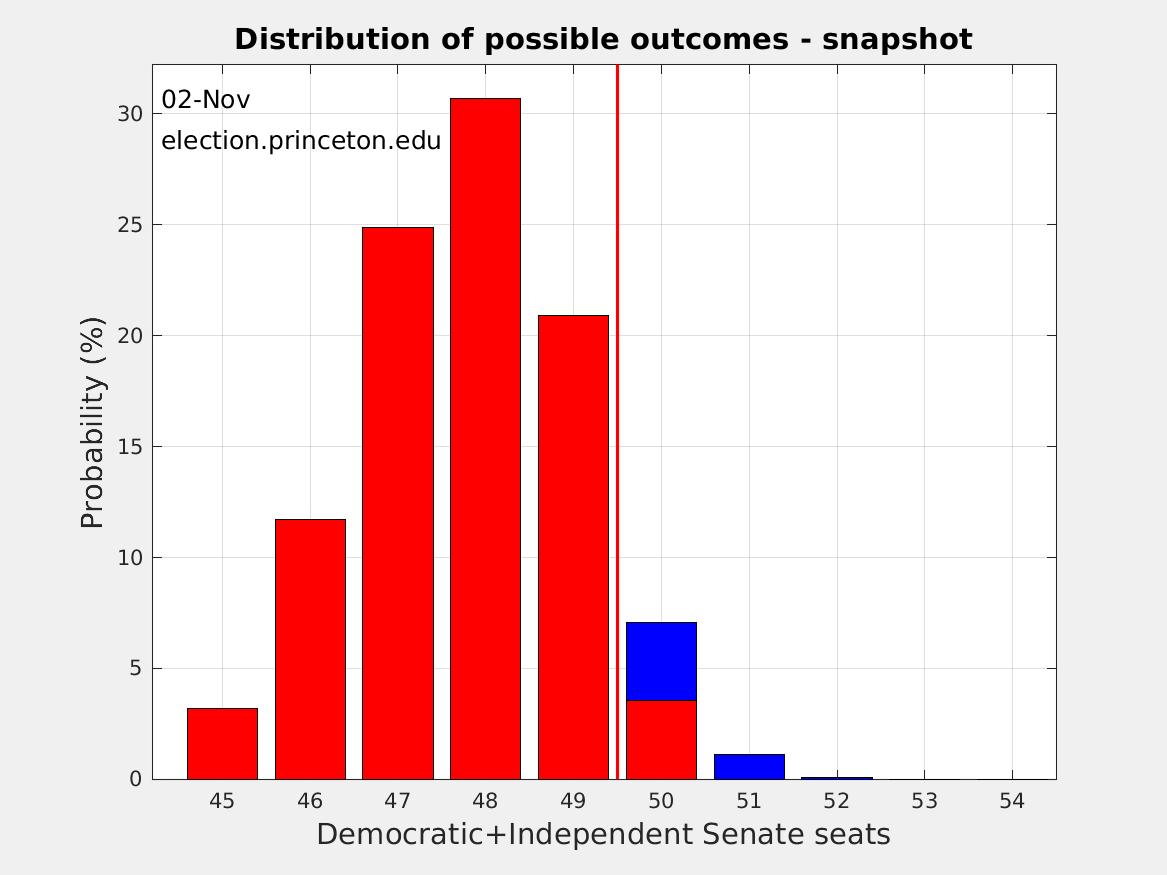 Distribution of possible outcomes - snapshot
02-Nov
election.princeton.edu
Probability (%)
30
25
20
15
10
5
0
45 46 47 48 49 50 51 52 53 54
Democratic+Independent Senate seats